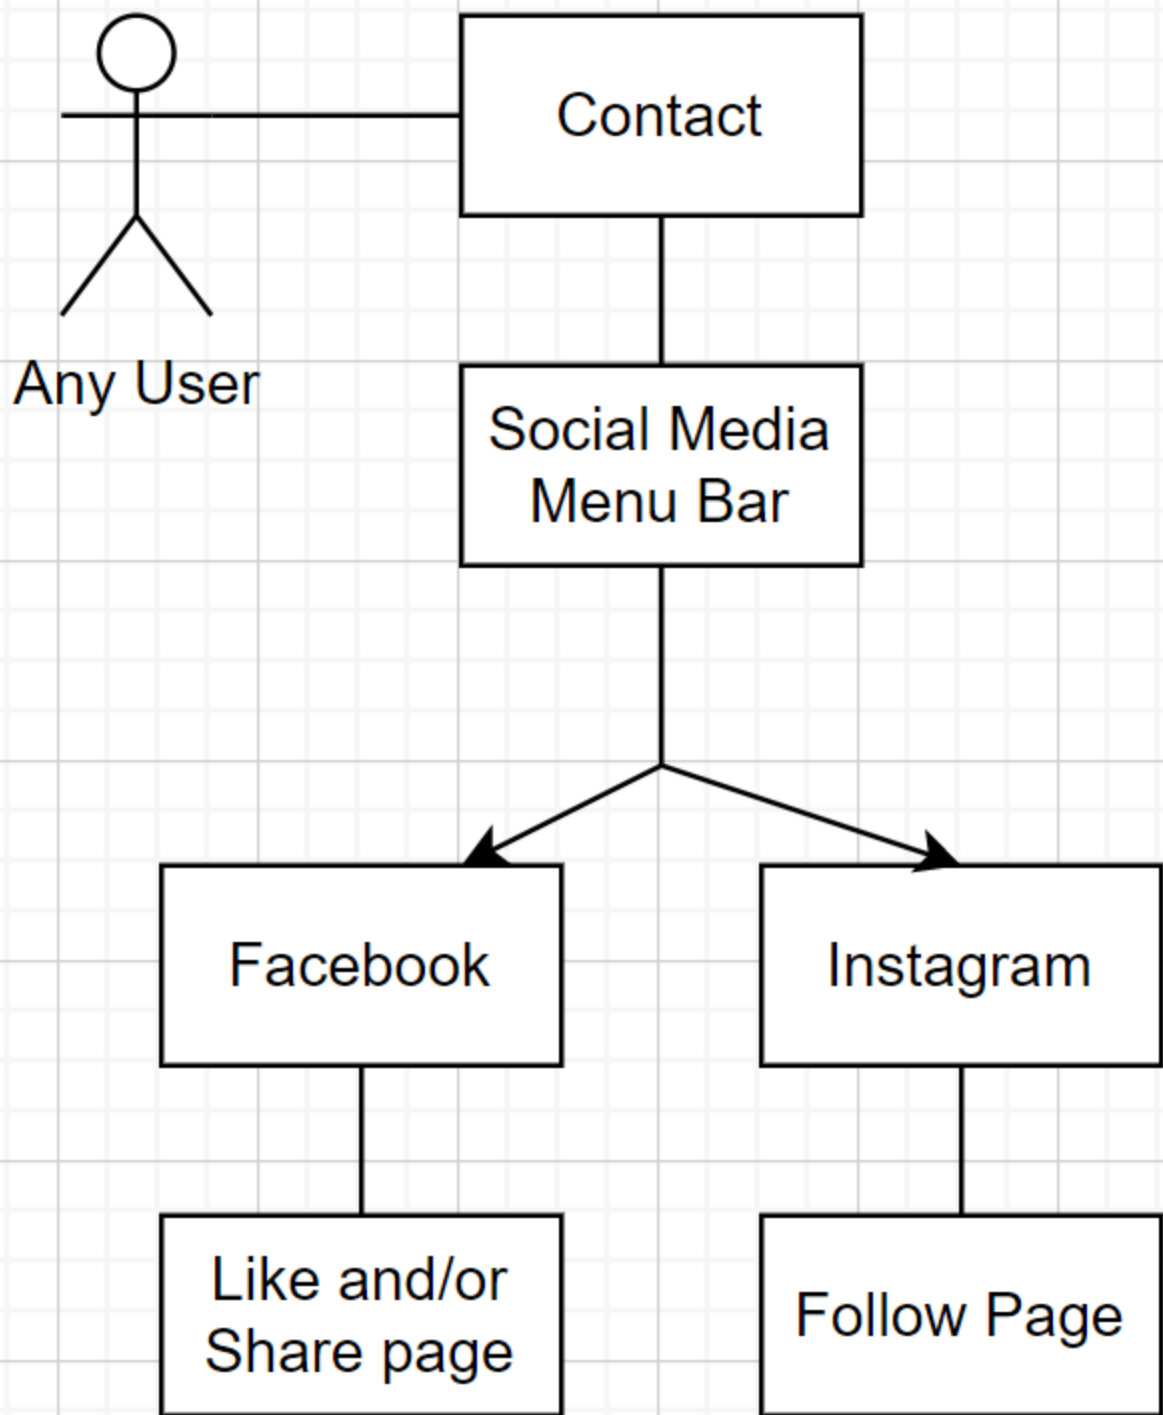 Contact
Any User
Social Media
Menu Bar
Facebook
Instagram
Like and/or
Share page
Follow Page